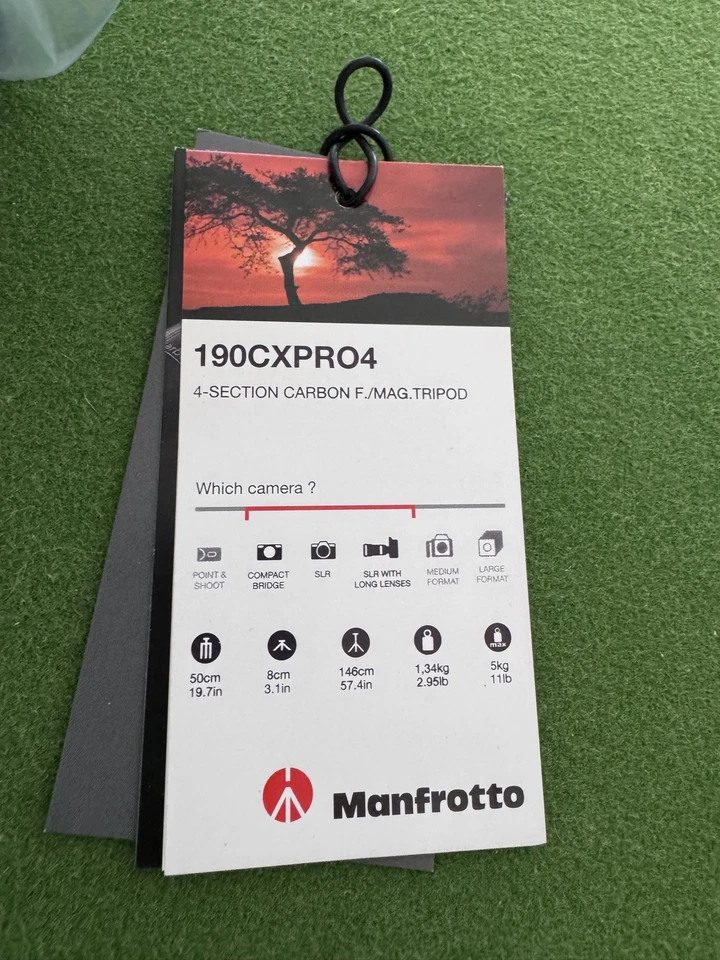 190CXPRO4
4-SECTION CARBON F./MAG.TRIPOD
Which camera ?
POINT &
SHOOT
COMPACT
BRIDGE
SLR
SLR WITH
LONG LENSES
MEDIUM
FORMAT
LARGE
FORMAT
max
50cm
19.7in
8cm
3.1in
146cm
57.4in
1,34kg
2.95lb
5kg
11lb
Manfrotto